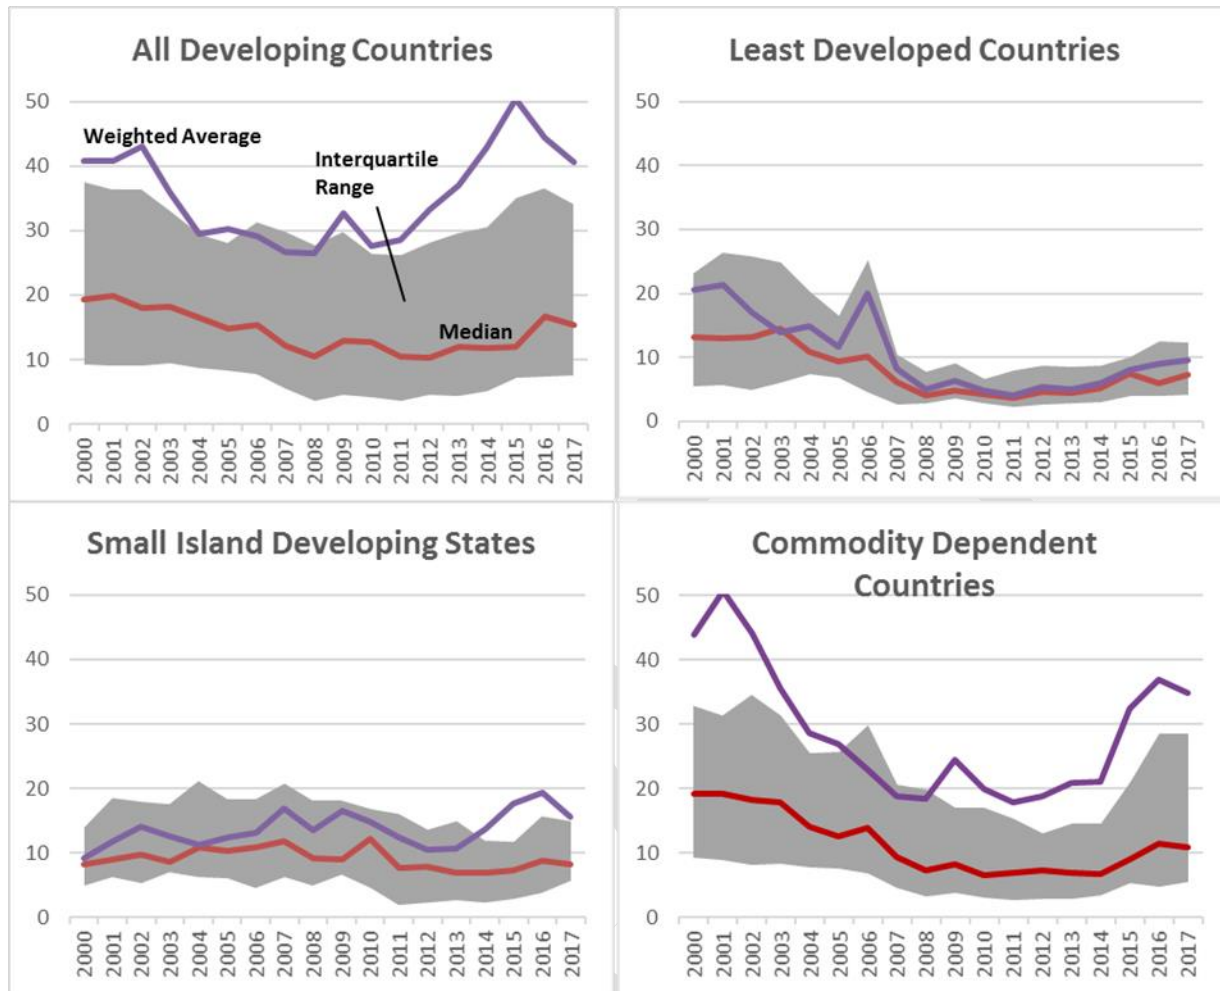 All Developing Countries
50
40
30
20
10
0
Weighted Average
Interquartile
Range
Median
2000 2001 2002 2003 2004 2005 2006 2007 2008 2009 2010 2011 2012 2013 2014 2015 2016 2017
Least Developed Countries
50
40
30
20
10
0
2000 2001 2002 2003 2004 2005 2006 2007 2008 2009 2010 2011 2012 2013 2014 2015 2016 2017
Small Island Developing States
50
40
30
20
10
0
2000 2001 2002 2003 2004 2005 2006 2007 2008 2009 2010 2011 2012 2013 2014 2015 2016 2017
Commodity Dependent
Countries
50
40
30
20
10
0
2000 2001 2002 2003 2004 2005 2006 2007 2008 2009 2010 2011 2012 2013 2014 2015 2016 2017